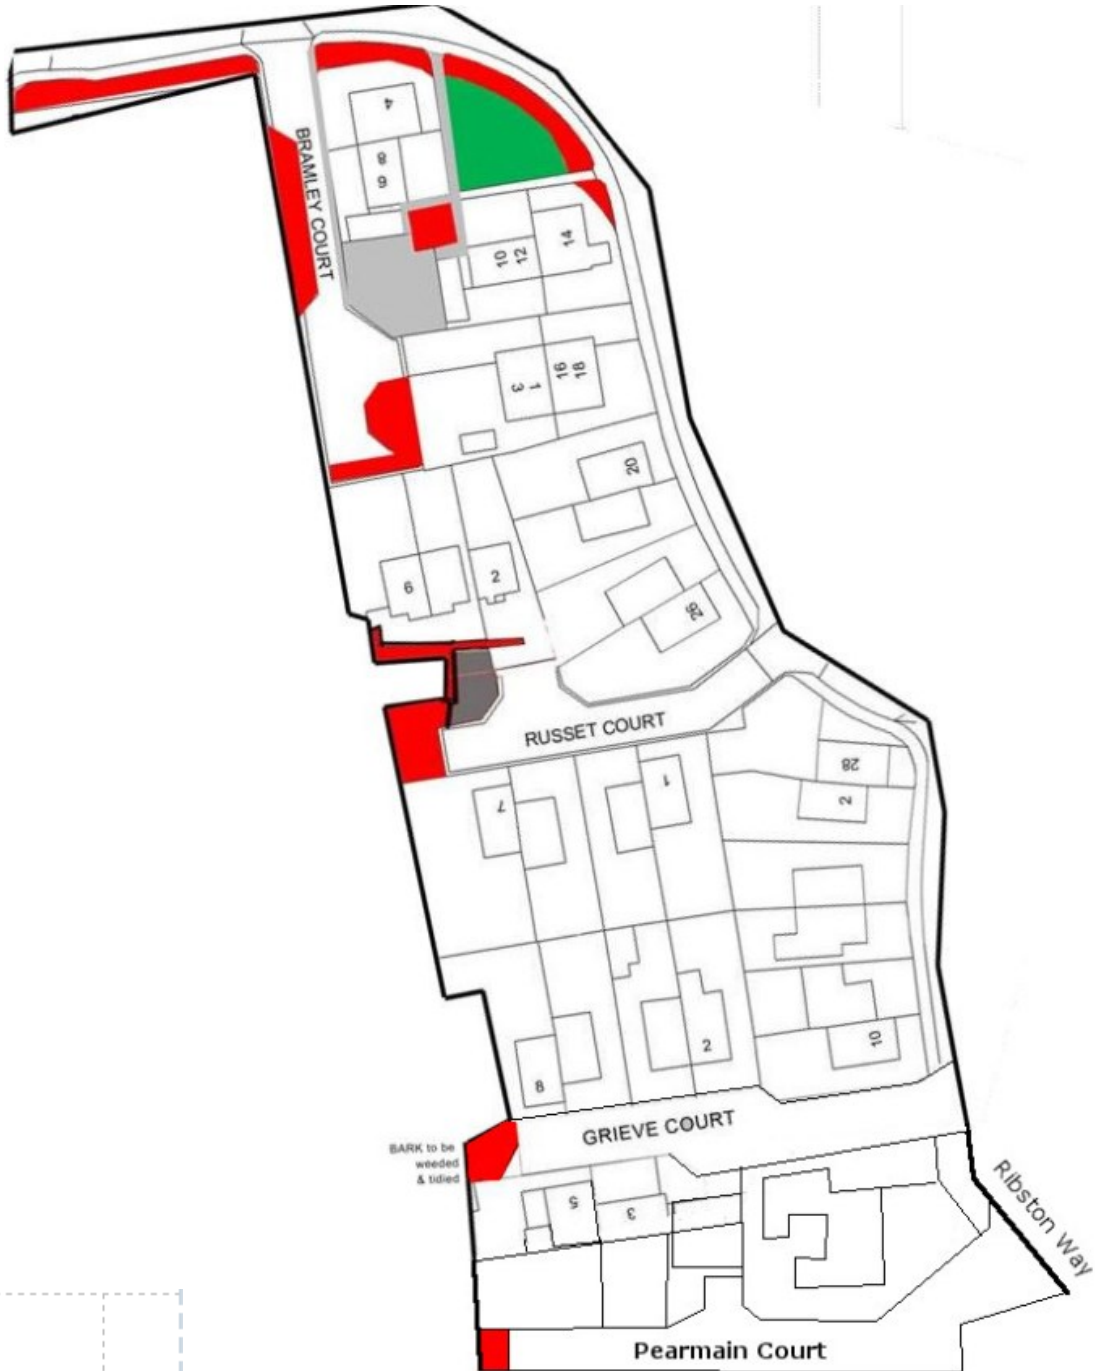 4
8
6
BRAMLEY COURT
14
12
10
18
16
1
3
20
6
2
26
RUSSET COURT
28
2
1
7
10
2
8
GRIEVE COURT
BARK to be
weeded
& tidied
5
3
Ribston Way
Pearmain Court